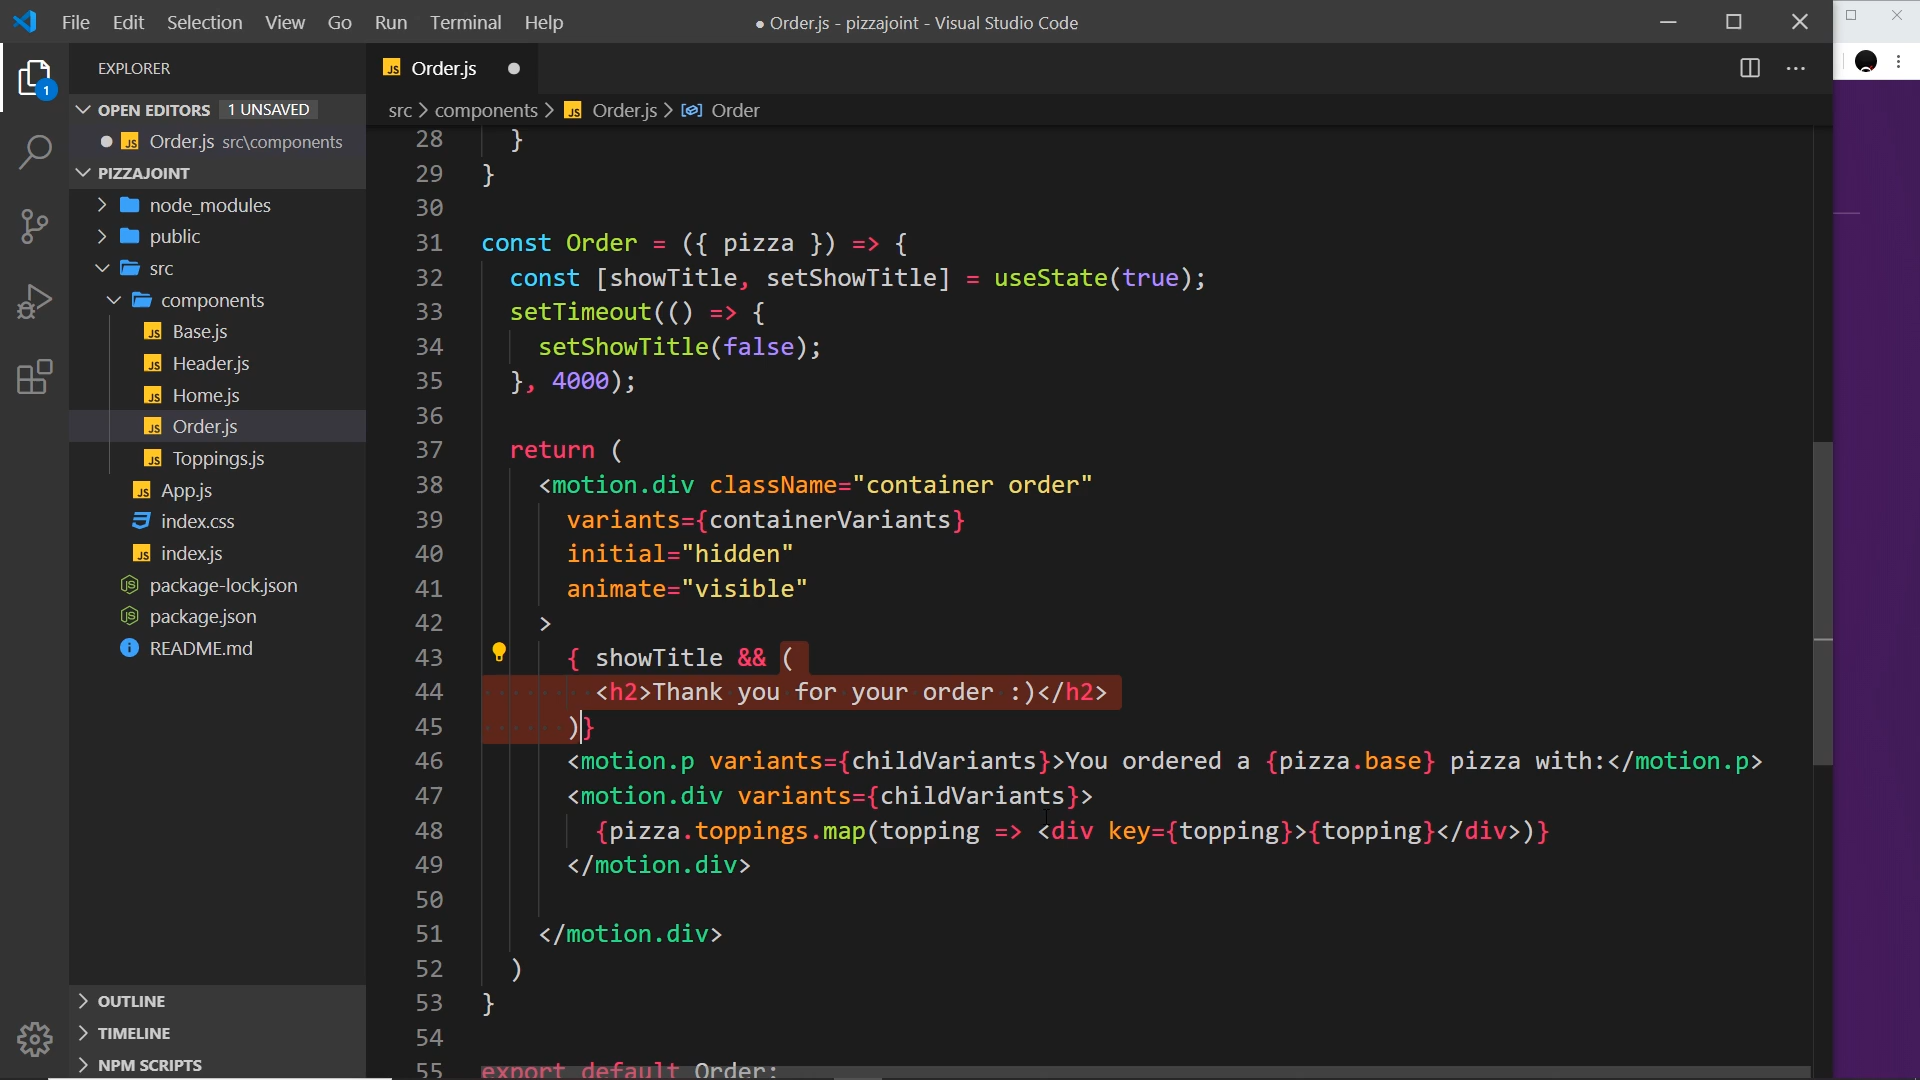 File Edit Selection View Go Run Terminal Help
● Order.js - pizzajoint - Visual Studio Code
EXPLORER
1
OPEN EDITORS 1 UNSAVED
Order.js src\components
PIZZAJOINT
node_modules
public
src
components
Base.js
Header.js
Home.js
Order.js
Toppings.js
App.js
index.css
index.js
package-lock.json
package.json
README.md
OUTLINE
TIMELINE
NPM SCRIPTS
Order.js
src > components > Order.js > Order
28 }
29 }
30
31 const Order = ({ pizza }) => {
32 const [showTitle, setShowTitle] = useState(true);
33 setTimeout(() => {
34 setShowTitle(false);
35 }, 4000);
36
37 return (
38 <motion.div className="container order"
39 variants={containerVariants}
40 initial="hidden"
41 animate="visible"
42 >
43 { showTitle && (
44 <h2>Thank you for your order :)</h2>
45 )}
46 <motion.p variants={childVariants}>You ordered a {pizza.base} pizza with:</motion.p>
47 <motion.div variants={childVariants}>
48 {pizza.toppings.map(topping => <div key={topping}>{topping}</div>)}
49 </motion.div>
50
51 </motion.div>
52 )
53 }
54
55 export default Order;